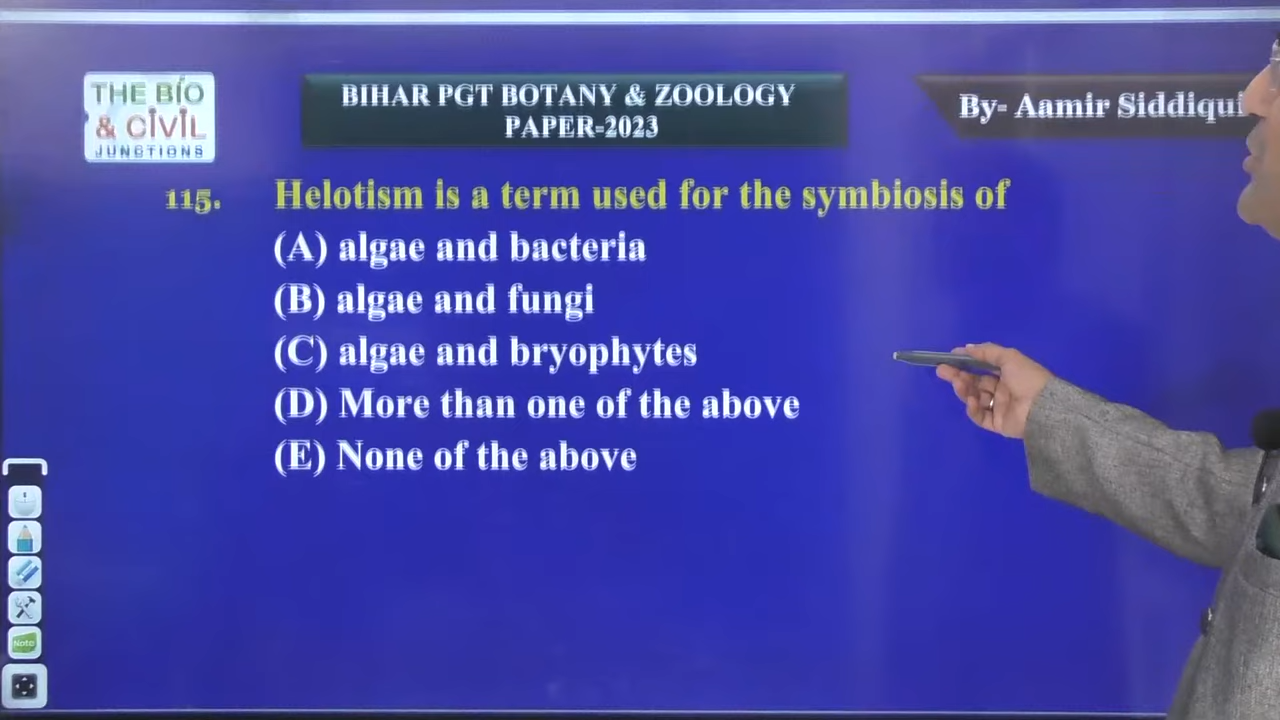 THE BIO
& CIVIL
JUNCTIONS
BIHAR PGT BOTANY & ZOOLOGY
PAPER-2023
By- Aamir Siddiqui
115. Helotism is a term used for the symbiosis of
(A) algae and bacteria
(B) algae and fungi
(C) algae and bryophytes
(D) More than one of the above
(E) None of the above
Note